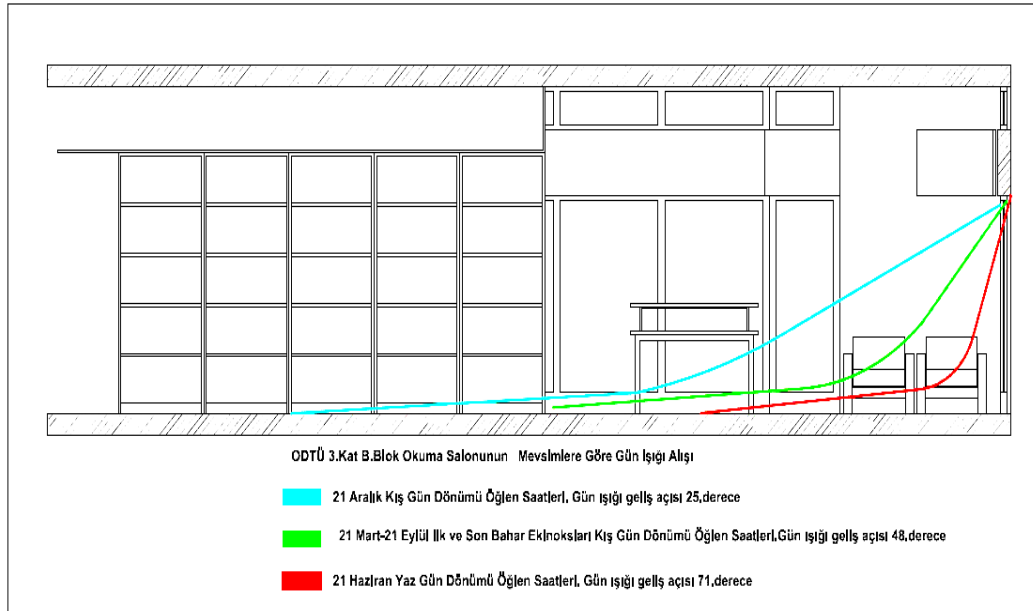 ODTÜ 3.Kat B.Blok Okuma Salonunun Mevsimlere Göre Gün Işığı Alışı
21 Aralık Kış Gün Dönümü Öğlen Saatleri, Gün ışığı geliş açısı 25,derece
21 Mart-21 Eylül İlk ve Son Bahar Ekinoksları Kış Gün Dönümü Öğlen Saatleri,Gün ışığı geliş açısı 48,derece
21 Haziran Yaz Gün Dönümü Öğlen Saatleri, Gün ışığı geliş açısı 71,derece